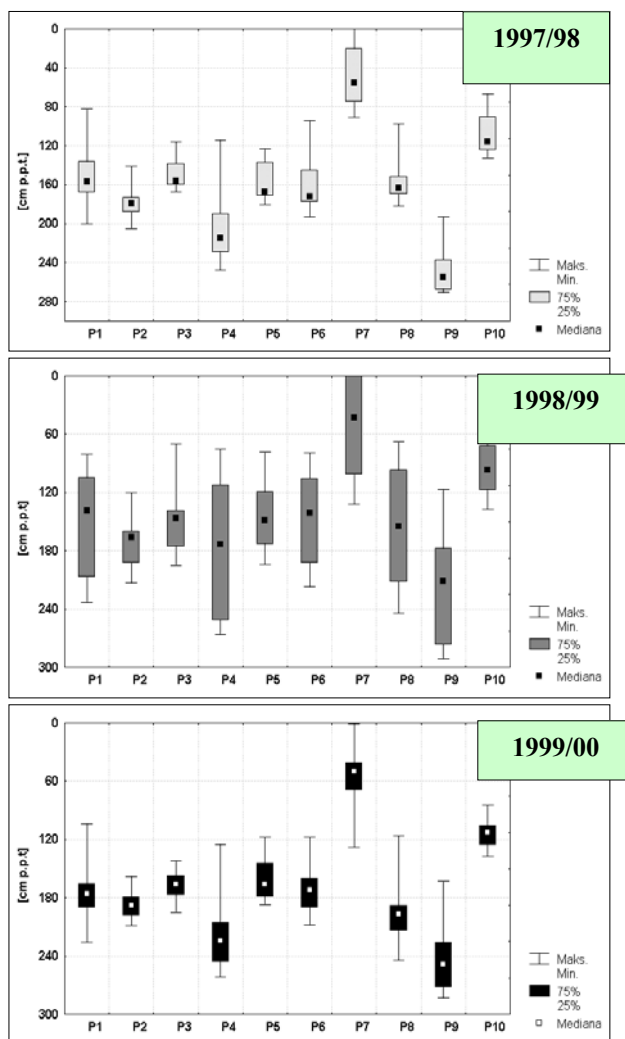 1997/98
0
40
80
120
160
200
240
280
[cm p.p.t.]
P1 P2 P3 P4 P5 P6 P7 P8 P9 P10
Maks.
Min.
75%
25%
Mediana
1998/99
0
60
120
180
240
300
[cm p.p.t]
P1 P2 P3 P4 P5 P6 P7 P8 P9 P10
Maks.
Min.
75%
25%
Mediana
1999/00
0
60
120
180
240
300
[cm p.p.t]
P1 P2 P3 P4 P5 P6 P7 P8 P9 P10
Maks.
Min.
75%
25%
Mediana